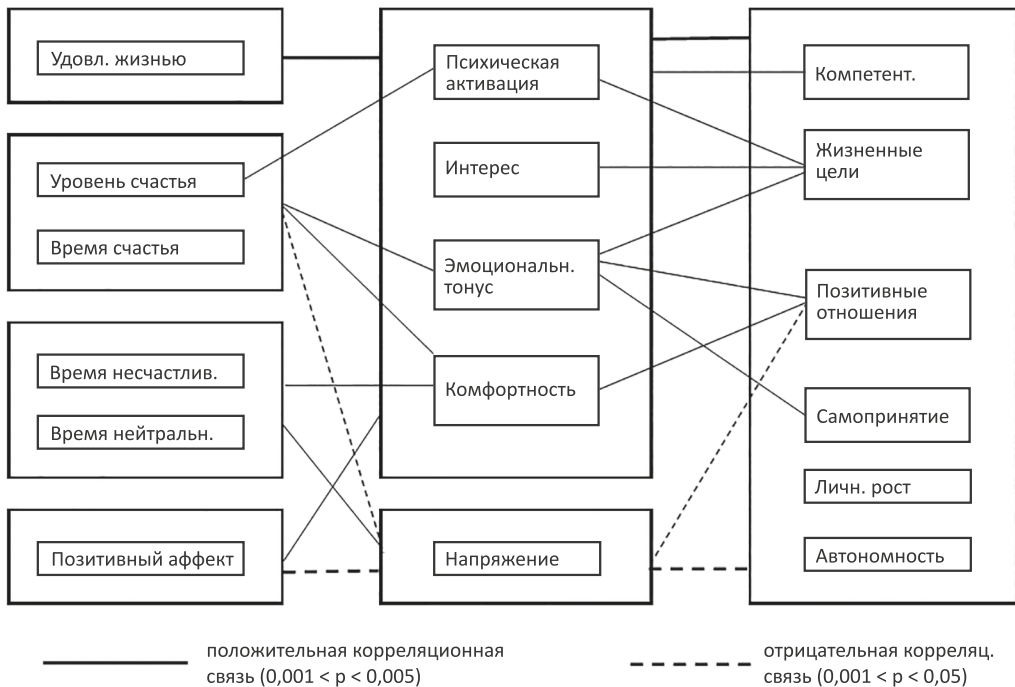 Удовл. жизнью
Уровень счастья
Время счастья
Время несчастлив.
Время нейтральн.
Позитивный аффект
Психическая
активация
Интерес
Эмоциональн.
тонус
Комфортность
Напряжение
Компетент.
Жизненные
цели
Позитивные
отношения
Самопринятие
Личн. рост
Автономность
положительная корреляционная
связь (0,001 < p < 0,005)
отрицательная корреляц.
связь (0,001 < p < 0,05)